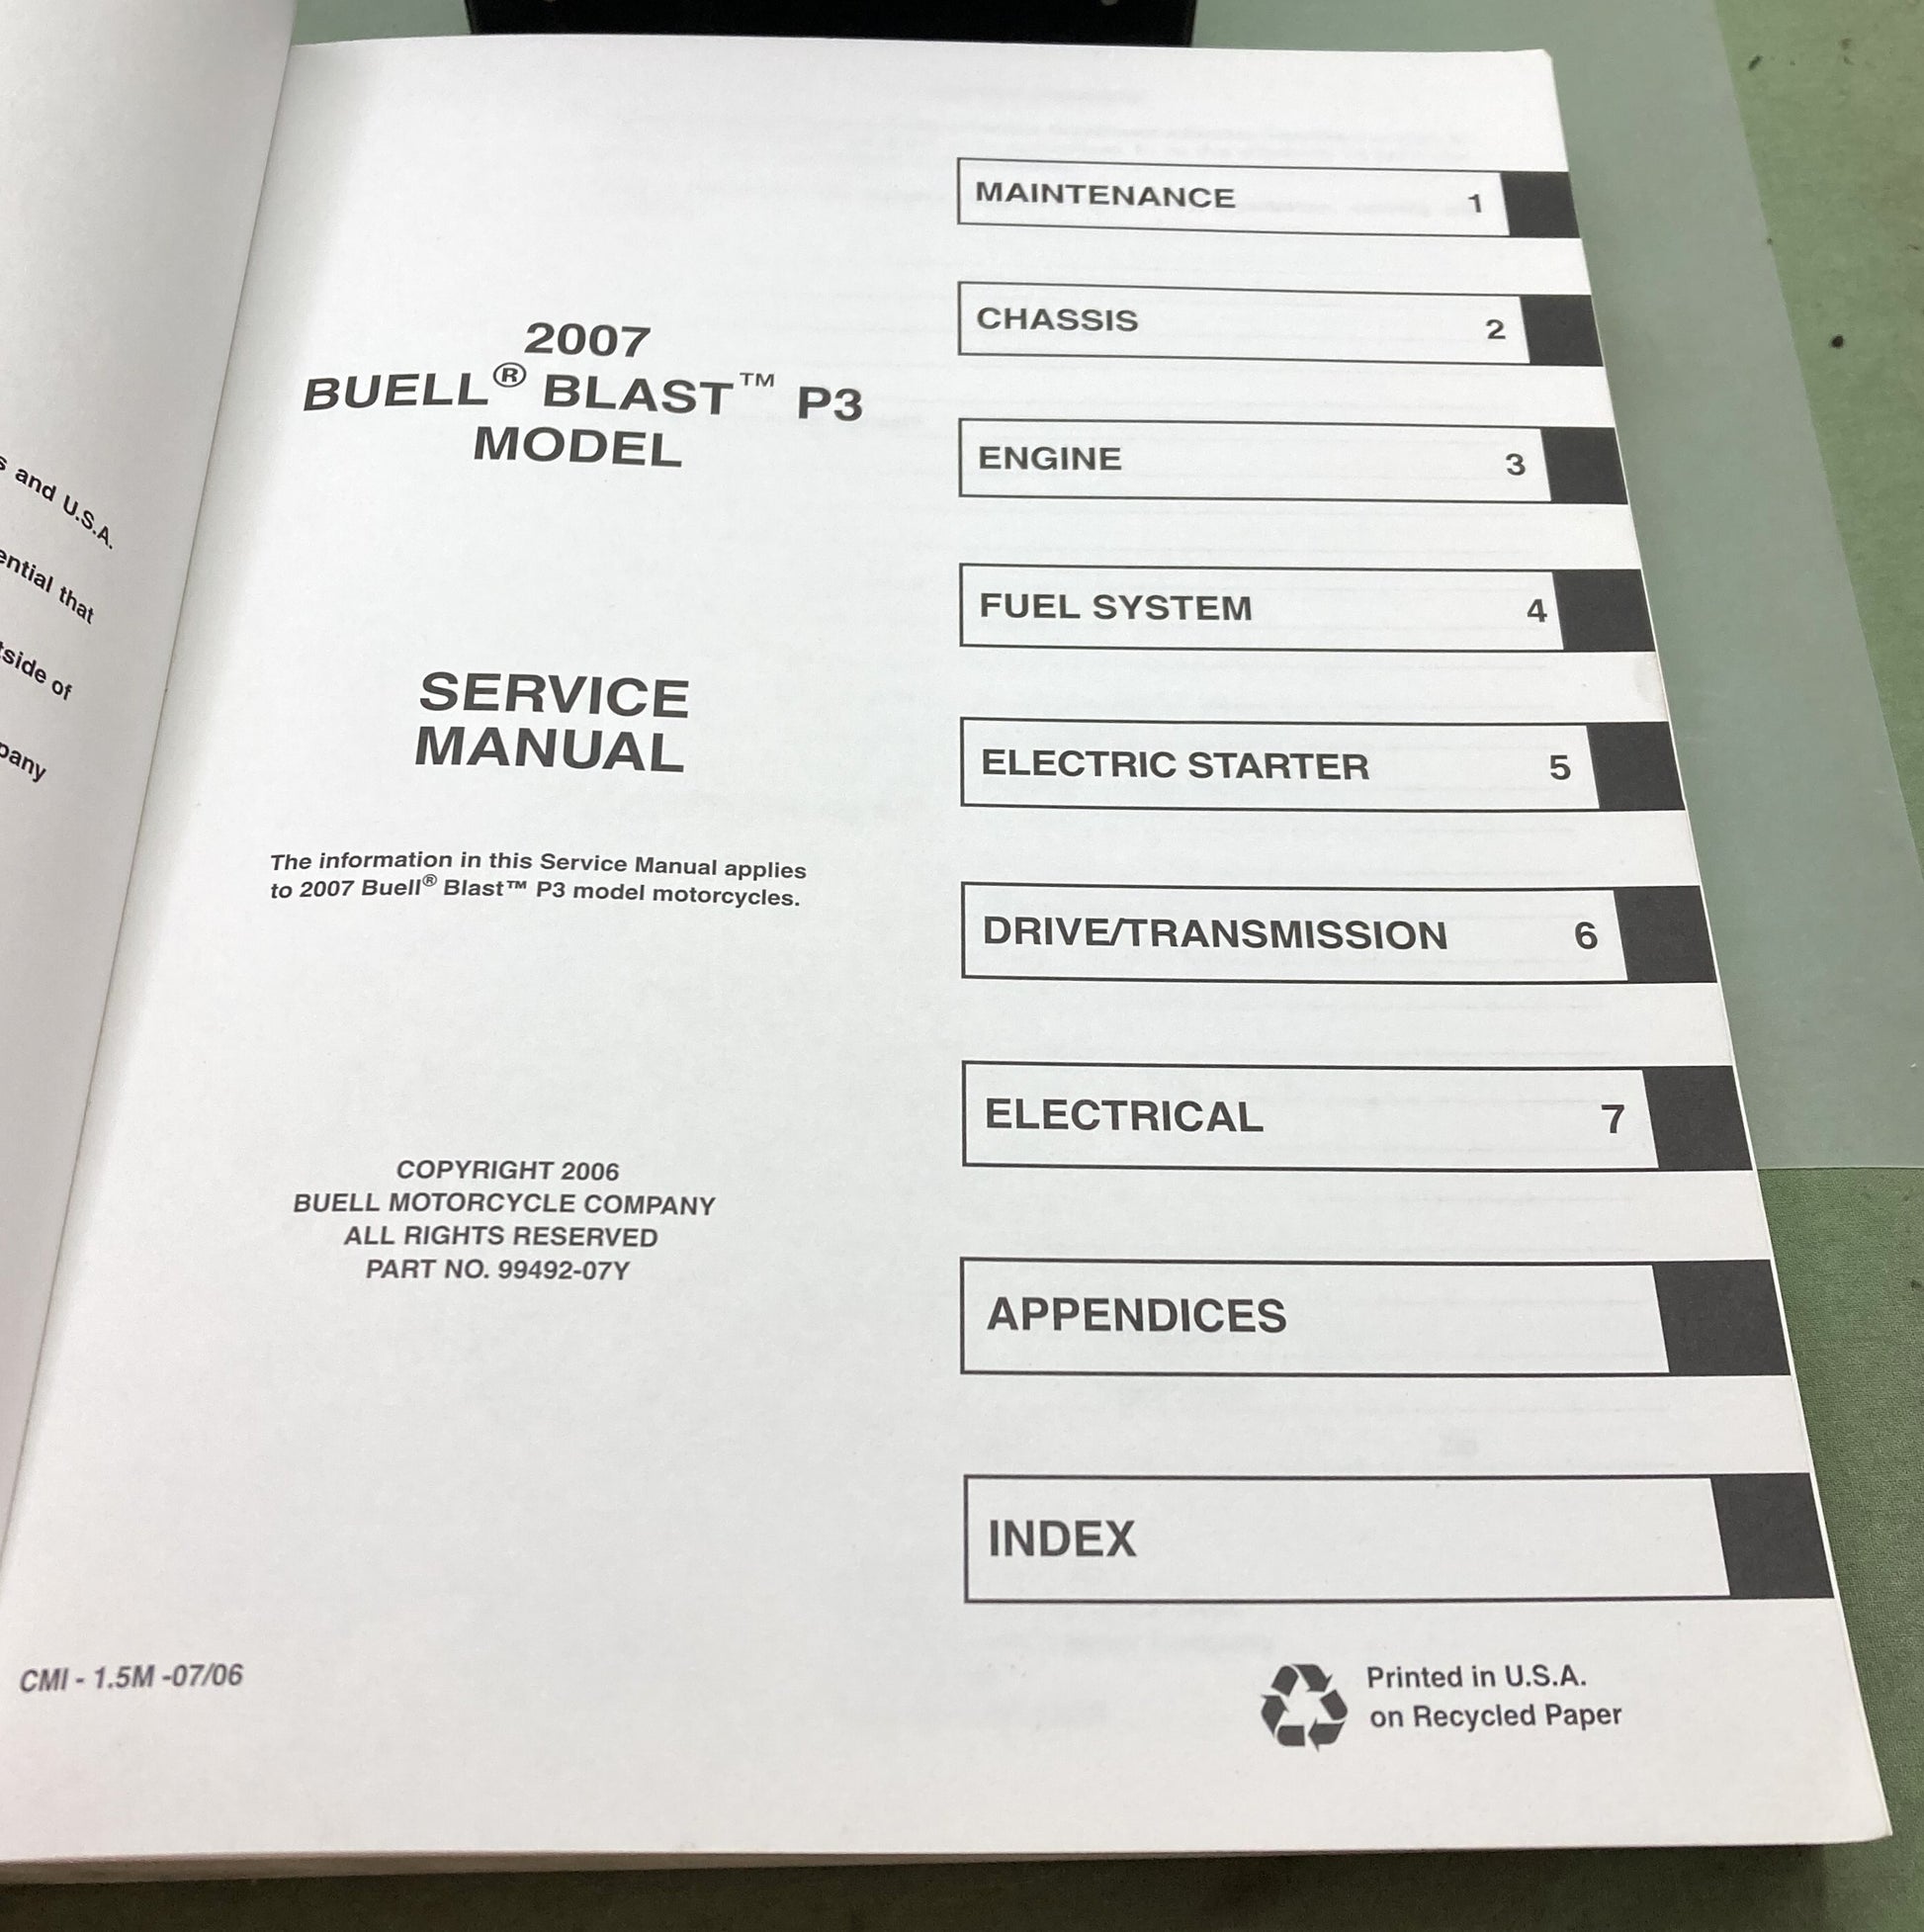 s and U.S.A.
ential that
tside of
pany
2007
BUELL® BLAST™ P3
MODEL
SERVICE
MANUAL
The information in this Service Manual applies
to 2007 Buell® Blast™ P3 model motorcycles.
COPYRIGHT 2006
BUELL MOTORCYCLE COMPANY
ALL RIGHTS RESERVED
PART NO. 99492-07Y
CMI - 1.5M -07/06
MAINTENANCE 1
CHASSIS 2
ENGINE 3
FUEL SYSTEM 4
ELECTRIC STARTER 5
DRIVE/TRANSMISSION 6
ELECTRICAL 7
APPENDICES
INDEX
Printed in U.S.A.
on Recycled Paper